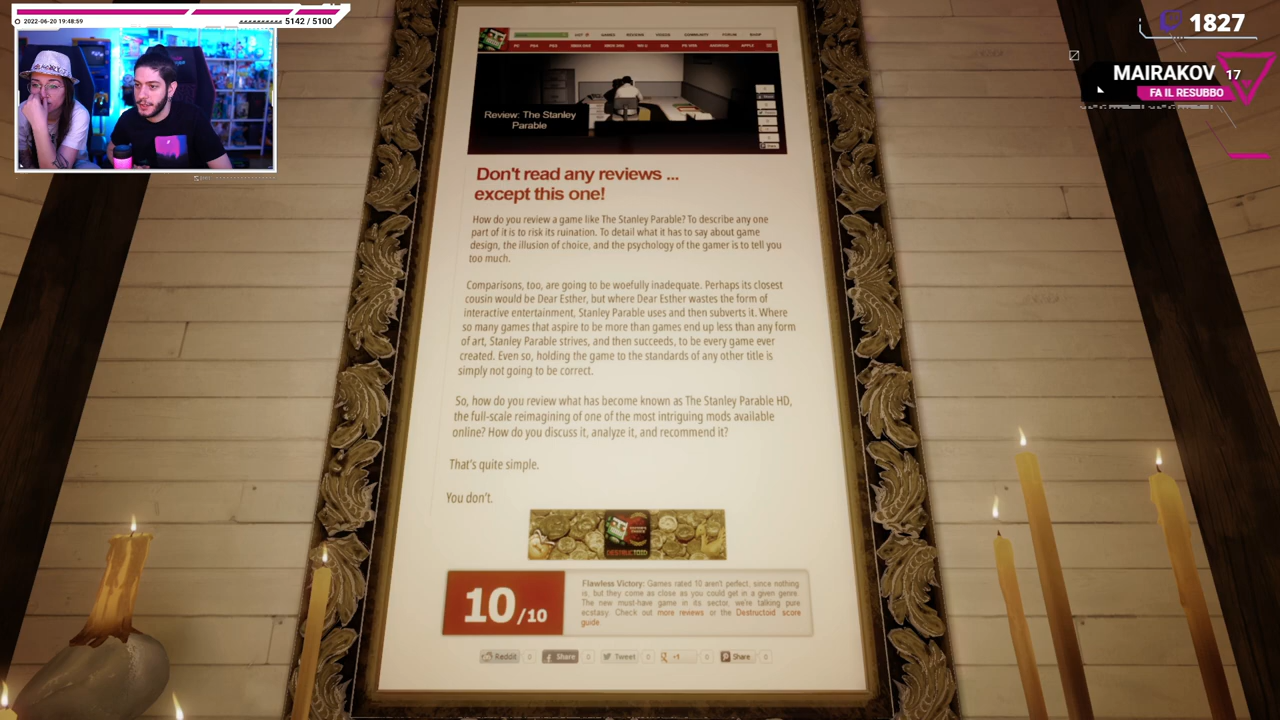 2022-06-20 19:48:59
5142 / 5100
1827
MAIRAKOV 17
FA IL RESUBBO
Review: The Stanley
Parable
Don't read any reviews ...
except this one!
How do you review a game like The Stanley Parable? To describe any one
part of it is to risk its ruination. To detail what it has to say about game
design, the illusion of choice, and the psychology of the gamer is to tell you
too much.
Comparisons, too, are going to be woefully inadequate. Perhaps its closest
cousin would be Dear Esther, but where Dear Esther wastes the form of
interactive entertainment, Stanley Parable uses and then subverts it. Where
so many games that aspire to be more than games end up less than any form
of art, Stanley Parable strives, and then succeeds, to be every game ever
created. Even so, holding the game to the standards of any other title is
simply not going to be correct.
So, how do you review what has become known as The Stanley Parable HD,
the full-scale reimagining of one of the most intriguing mods available
online? How do you discuss it, analyze it, and recommend it?
That's quite simple.
You don't.
DESTRUCTOID
10/10
Flawless Victory: Games rated 10 aren't perfect, since nothing
is, but they come as close as you could get in a given genre.
The new must-have game in its sector, we're talking pure
ecstasy. Check out more reviews or the Destructoid score
guide.
Reddit 0 Share 0 Tweet 0 +1 0 Share 0